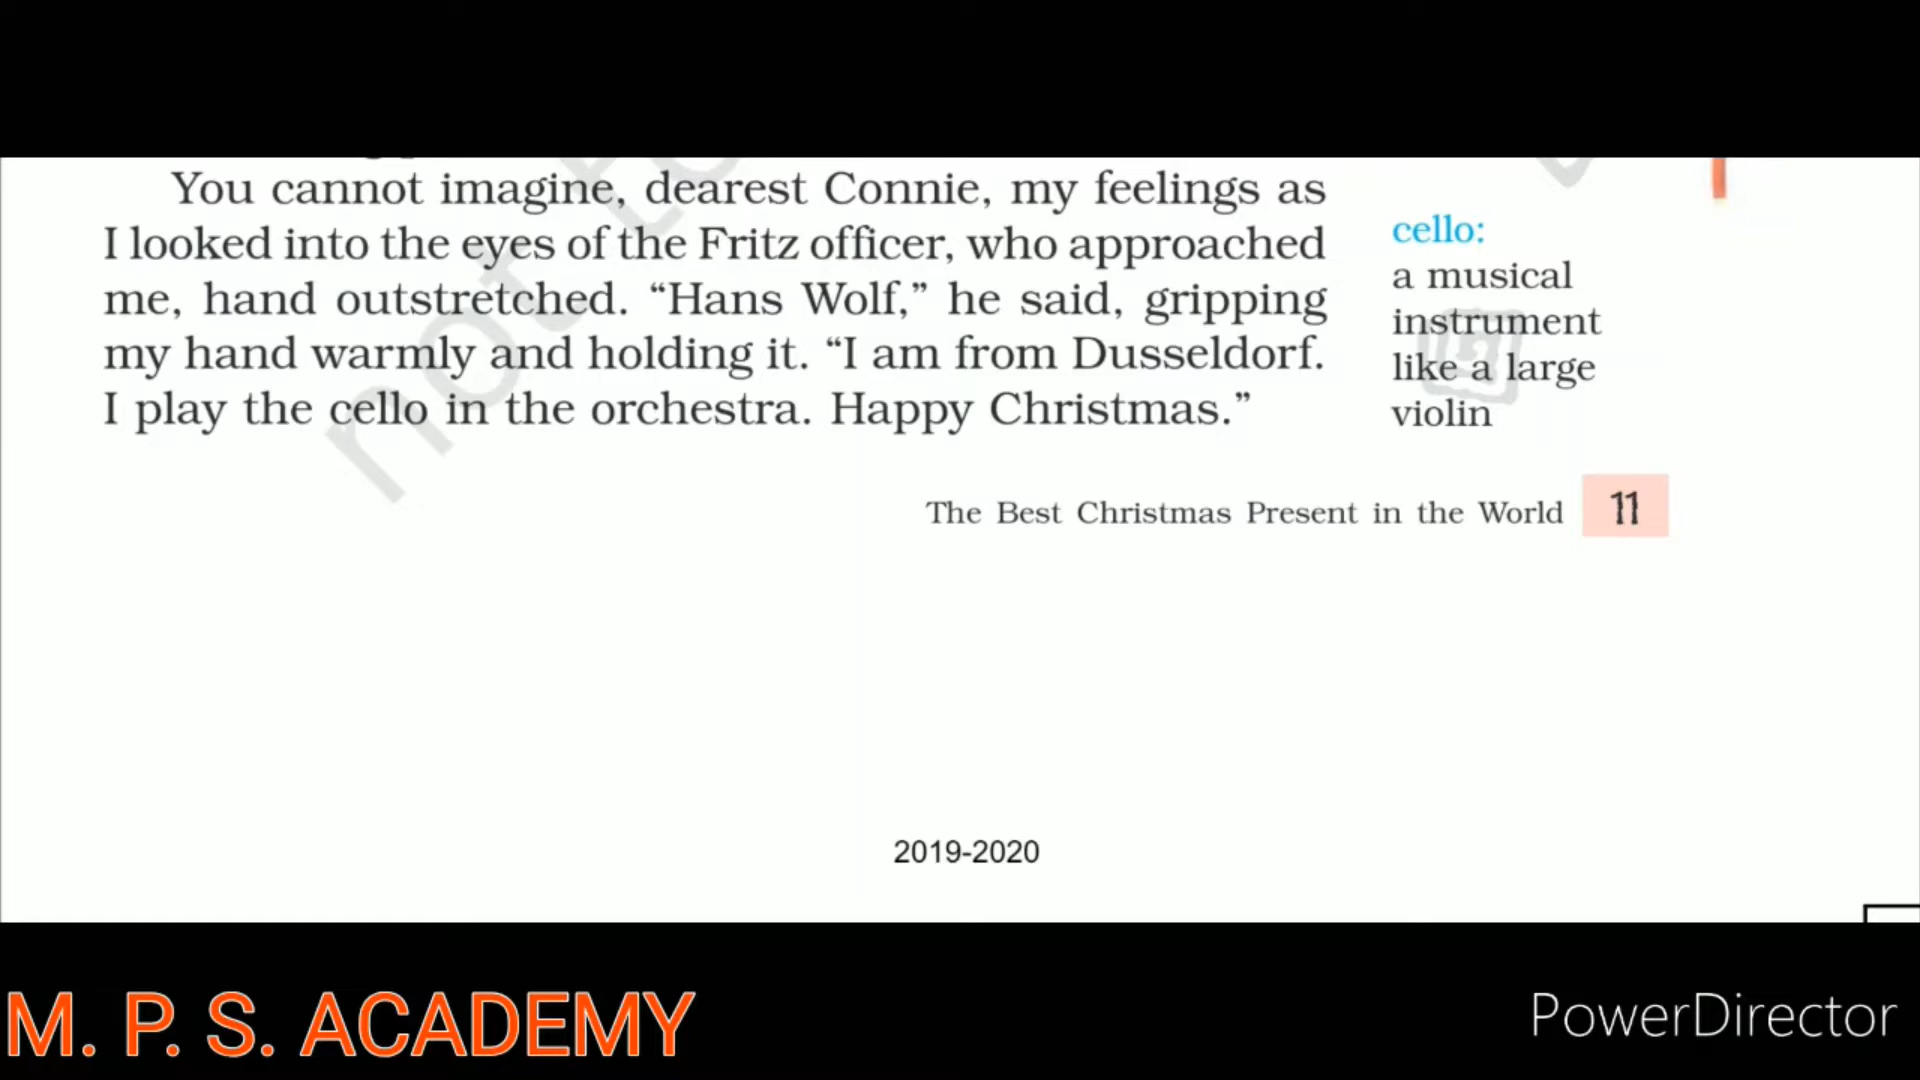 You cannot imagine, dearest Connie, my feelings as
I looked into the eyes of the Fritz officer, who approached
me, hand outstretched. “Hans Wolf,” he said, gripping
my hand warmly and holding it. “I am from Dusseldorf.
I play the cello in the orchestra. Happy Christmas.”
cello:
a musical
instrument
like a large
violin
The Best Christmas Present in the World 11
2019-2020
M. P. S. ACADEMY
PowerDirector